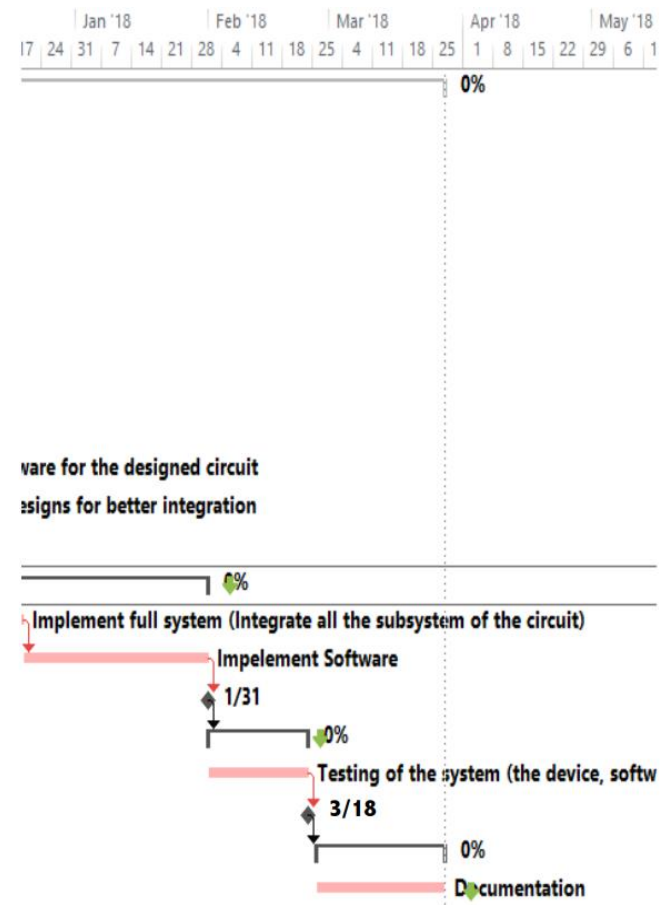 Jan '18 Feb '18 Mar '18 Apr '18 May '18
17 24 31 7 14 21 28 4 11 18 25 4 11 18 25 1 8 15 22 29 6 1
0%
ware for the designed circuit
esigns for better integration
0%
Implement full system (Integrate all the subsystem of the circuit)
Impelement Software
1/31
0%
Testing of the system (the device, softw
3/18
0%
Documentation